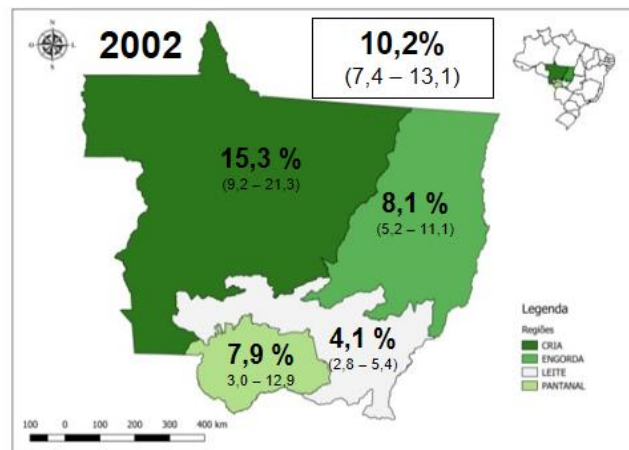 2002
10,2%
(7,4 – 13,1)
15,3 %
(9,2 – 21,3)
8,1 %
(5,2 – 11,1)
4,1 %
(2,8 – 5,4)
7,9 %
3,0 – 12,9
Legenda
Regiões
CRIA
ENGORDA
LEITE
PANTANAL
100 0 100 200 300 400 km